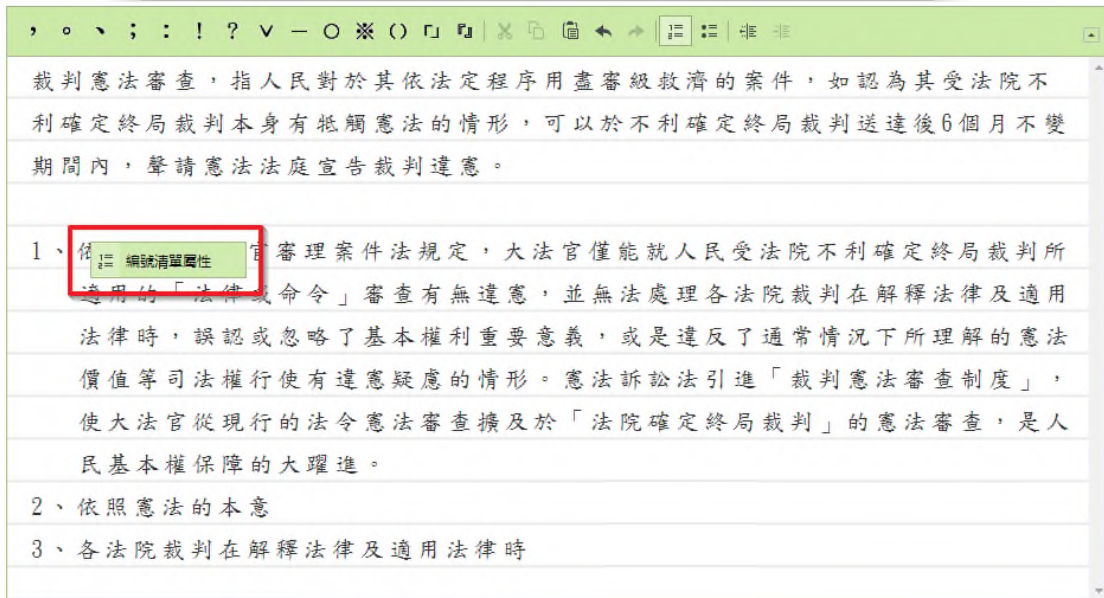 ， 。 、 ； ： ！ ？ ∨ － ○ ※ () 「」 『』
裁判憲法審查，指人民對於其依法定程序用盡審級救濟的案件，如認為其受法院不
利確定終局裁判本身有牴觸憲法的情形，可以於不利確定終局裁判送達後6個月不變
期間內，聲請憲法法庭宣告裁判違憲。
1、依官審理案件法規定，大法官僅能就人民受法院不利確定終局裁判所
編號清單屬性
適用的「法律或命令」審查有無違憲，並無法處理各法院裁判在解釋法律及適用
法律時，誤認或忽略了基本權利重要意義，或是違反了通常情況下所理解的憲法
價值等司法權行使有違憲疑慮的情形。憲法訴訟法引進「裁判憲法審查制度」，
使大法官從現行的法令憲法審查擴及於「法院確定終局裁判」的憲法審查，是人
民基本權保障的大躍進。
2、依照憲法的本意
3、各法院裁判在解釋法律及適用法律時